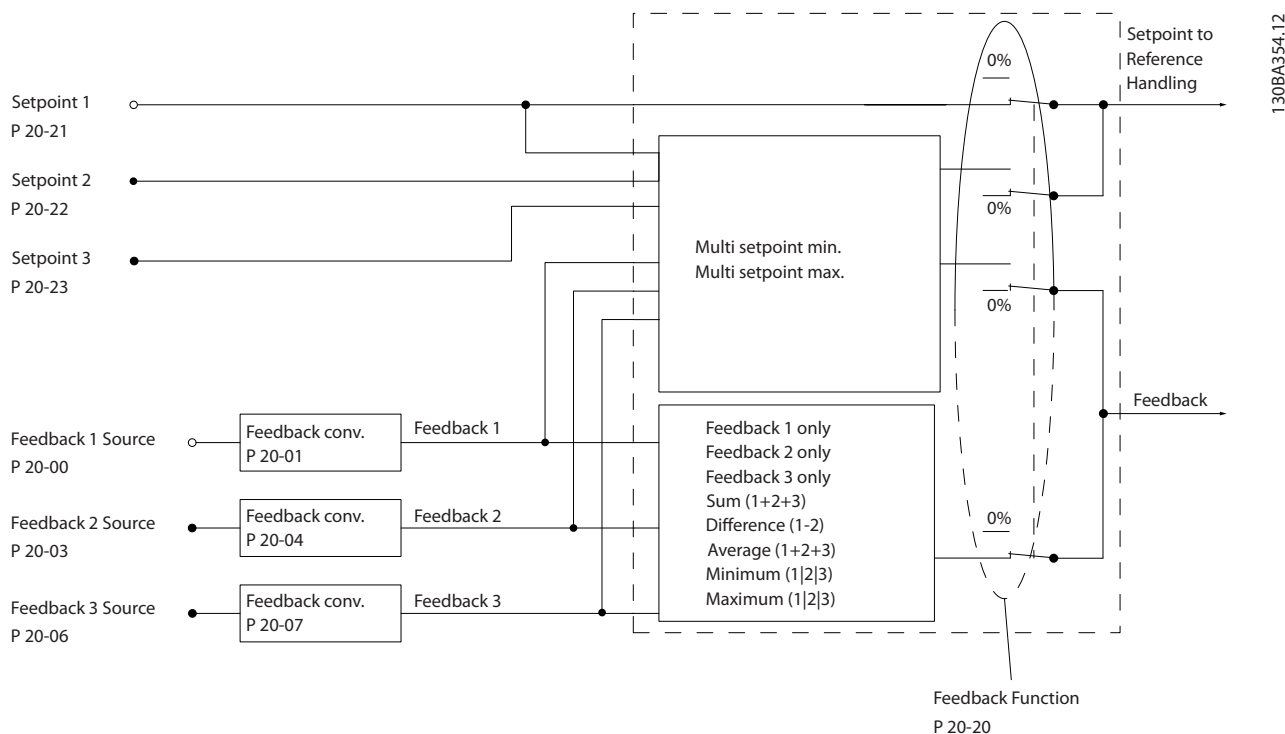 130BA354.12
Setpoint to
Reference
Handling
0%
Setpoint 1
P 20-21
Setpoint 2
P 20-22
0%
Setpoint 3
P 20-23
Multi setpoint min.
Multi setpoint max.
0%
Feedback
Feedback 1 Source
P 20-00
Feedback conv.
P 20-01
Feedback 1
Feedback 2 Source
P 20-03
Feedback conv.
P 20-04
Feedback 2
Feedback 3 Source
P 20-06
Feedback conv.
P 20-07
Feedback 3
Feedback 1 only
Feedback 2 only
Feedback 3 only
Sum (1+2+3)
Difference (1-2)
Average (1+2+3)
Minimum (1|2|3)
Maximum (1|2|3)
0%
Feedback Function
P 20-20